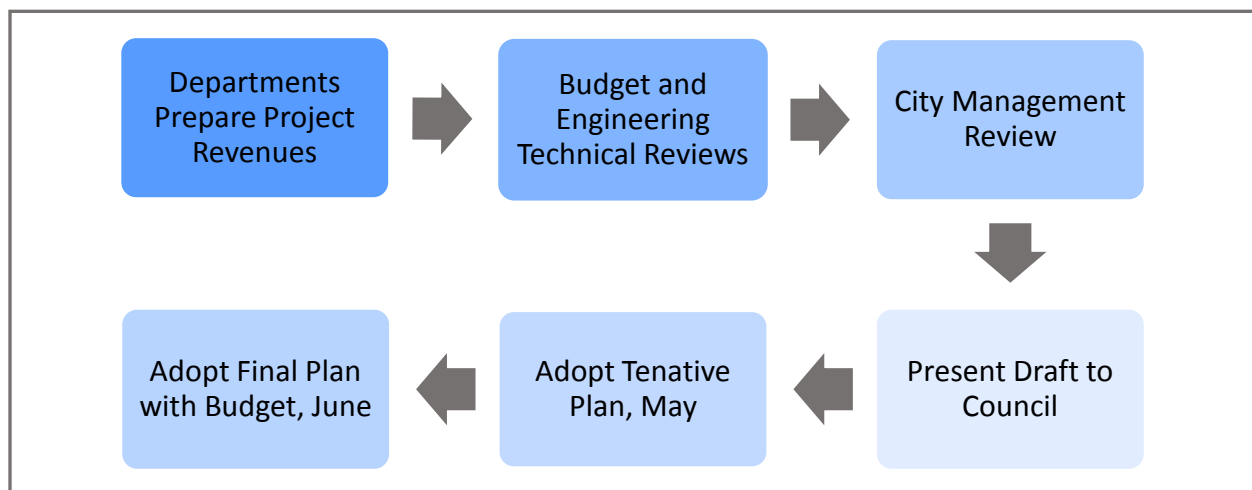 Departments
Prepare Project
Revenues
Budget and
Engineering
Technical Reviews
City Management
Review
Present Draft to
Council
Adopt Tenative
Plan, May
Adopt Final Plan
with Budget, June